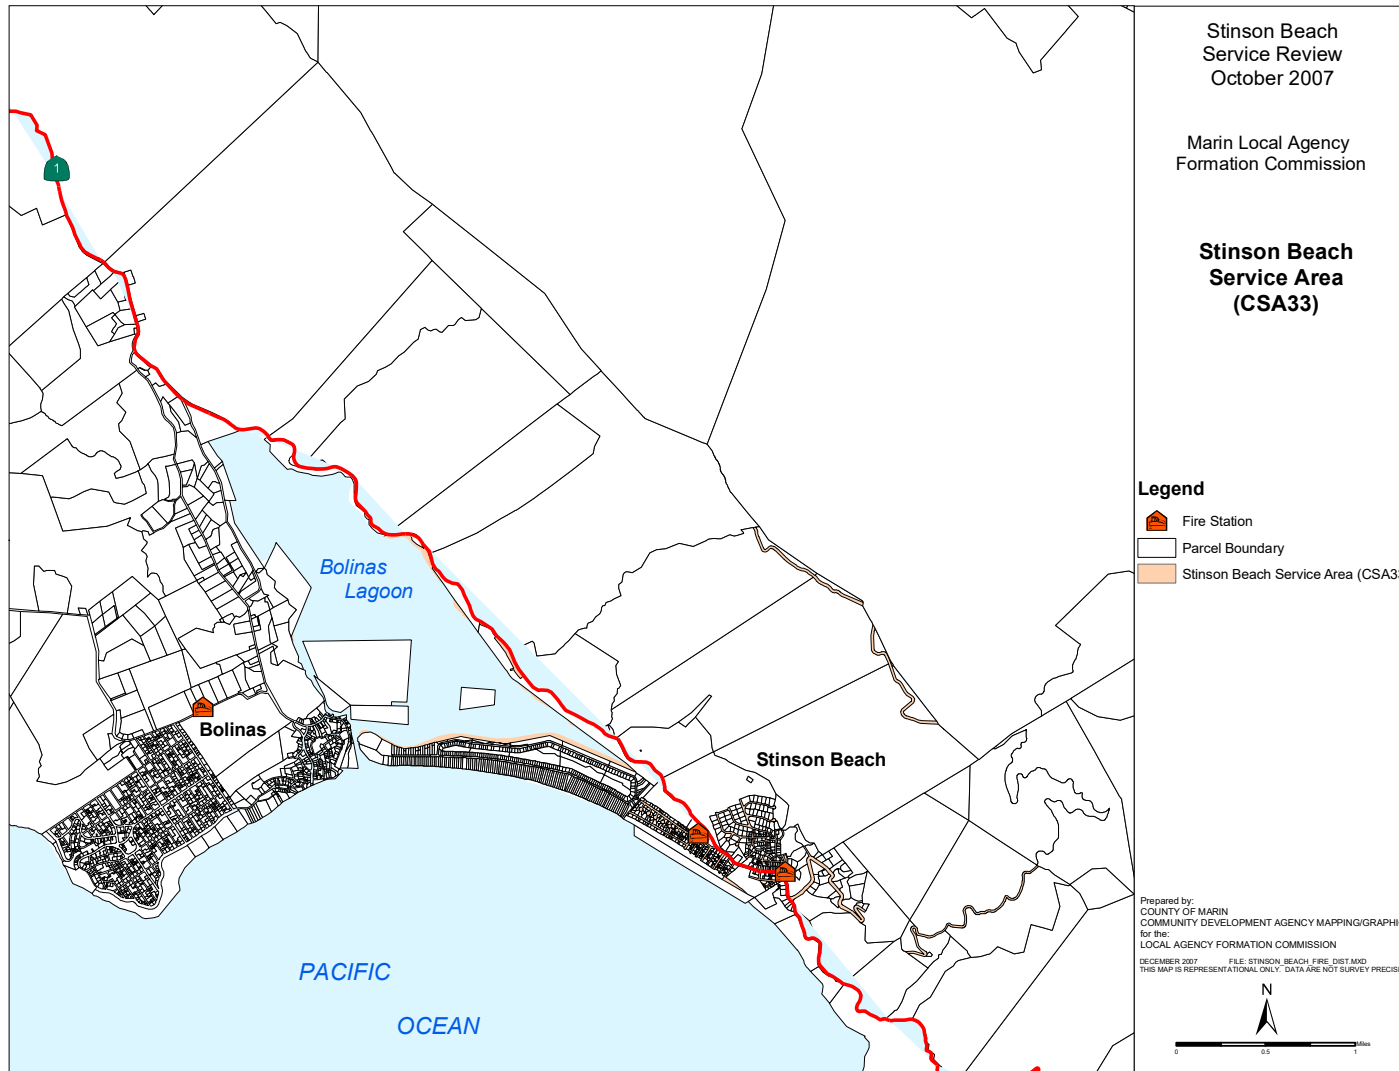 Stinson Beach
Service Review
October 2007
Marin Local Agency
Formation Commission
Stinson Beach
Service Area
(CSA33)
1
Bolinas
Lagoon
Bolinas
Stinson Beach
PACIFIC
OCEAN
Legend
Fire Station
Parcel Boundary
Stinson Beach Service Area (CSA3
Prepared by:
COUNTY OF MARIN
COMMUNITY DEVELOPMENT AGENCY MAPPING/GRAPHI
for the:
LOCAL AGENCY FORMATION COMMISSION
DECEMBER 2007 FILE: STINSON_BEACH_FIRE_DIST.MXD
THIS MAP IS REPRESENTATIONAL ONLY. DATA ARE NOT SURVEY PRECIS
N
Miles
0 0.5 1